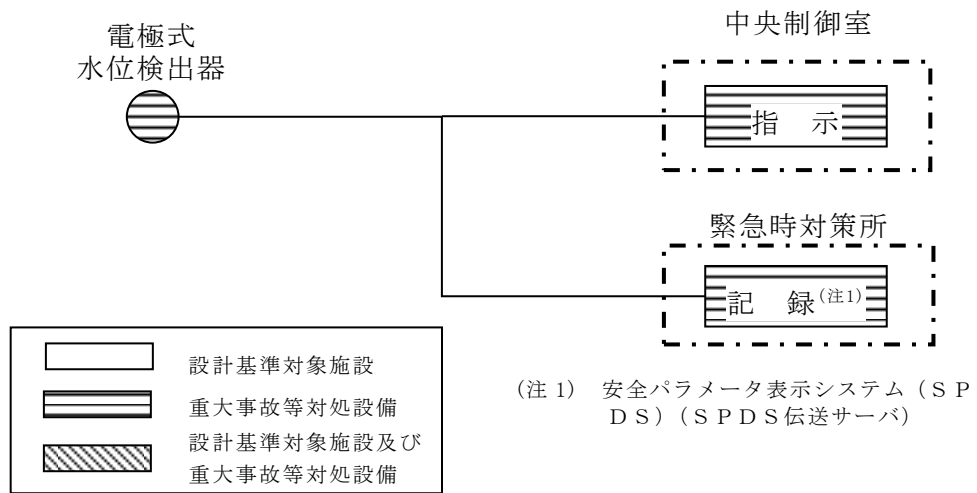 電極式
水位検出器
中央制御室
指 示
緊急時対策所
記 録(注1)
設計基準対象施設
重大事故等対処設備
設計基準対象施設及び
重大事故等対処設備
(注 1) 安全パラメータ表示システム(SP
DS)(SPDS伝送サーバ)